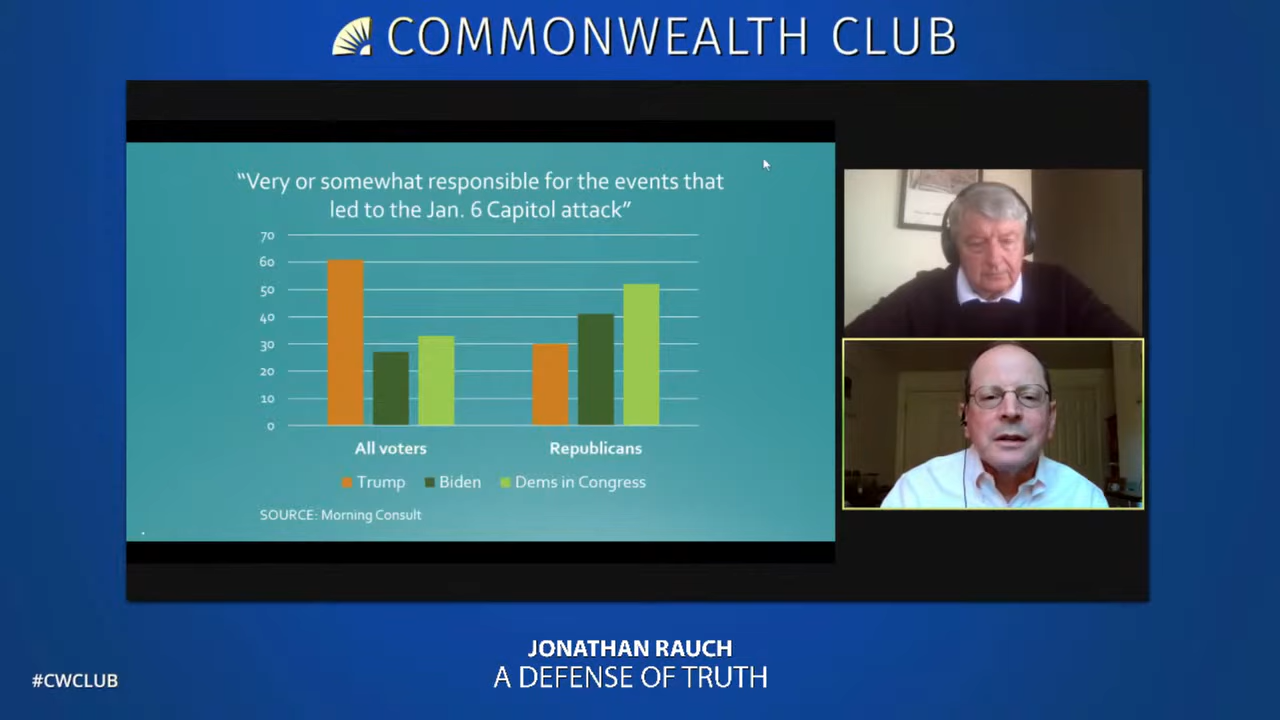 COMMONWEALTH CLUB
“Very or somewhat responsible for the events that
led to the Jan. 6 Capitol attack”
70
60
50
40
30
20
10
0
All voters Republicans
Trump Biden Dems in Congress
SOURCE: Morning Consult
JONATHAN RAUCH
A DEFENSE OF TRUTH
#CWCLUB